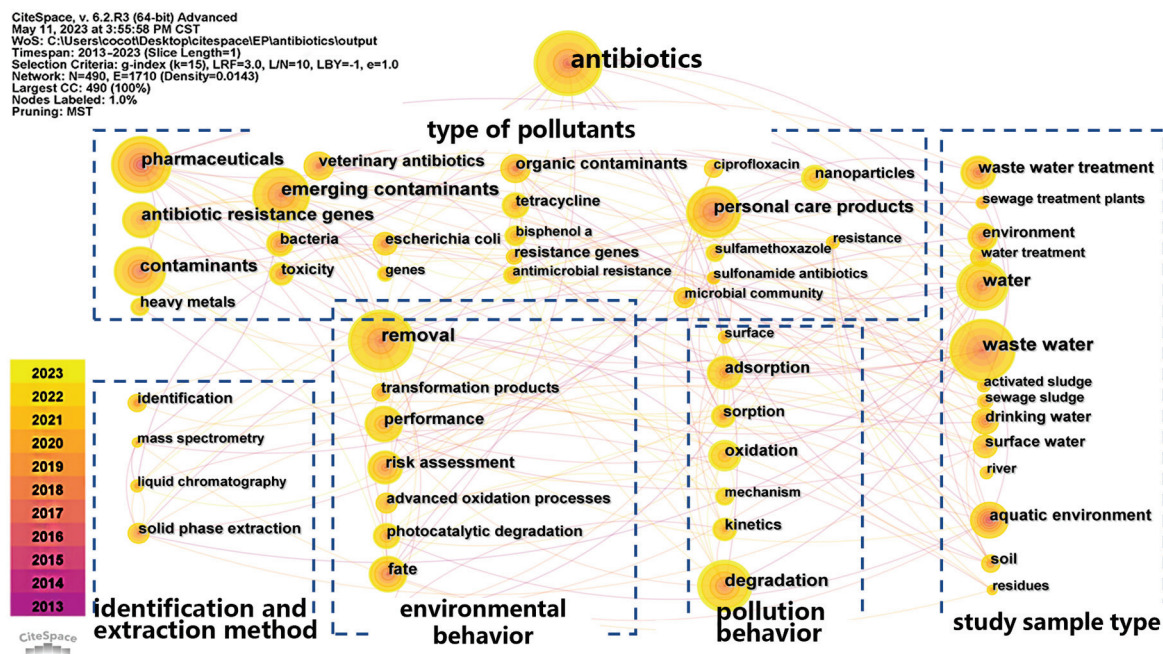 CiteSpace, v. 6.2.R3 (64-bit) Advanced
May 11, 2023 at 3:55:58 PM CST
WoS: C:\Users\cocot\Desktop\citespace\EP\antibiotics\output
Timespan: 2013-2023 (Slice Length=1)
Selection Criteria: g-index (k=15), LRF=3.0, L/N=10, LBY=-1, e=1.0
Network: N=490, E=1710 (Density=0.0143)
Largest CC: 490 (100%)
Nodes Labeled: 1.0%
Pruning: MST
antibiotics
type of pollutants
pharmaceuticals
veterinary antibiotics
organic contaminants
ciprofloxacin
nanoparticles
emerging contaminants
antibiotic resistance genes
tetracycline
personal care products
bacteria
escherichia coli
bisphenol a
resistance
resistance genes
sulfamethoxazole
contaminants
toxicity
genes
antimicrobial resistance
sulfonamide antibiotics
heavy metals
microbial community
waste water treatment
sewage treatment plants
environment
water treatment
water
waste water
activated sludge
sewage sludge
drinking water
surface water
river
aquatic environment
soil
residues
study sample type
removal
transformation products
performance
risk assessment
advanced oxidation processes
photocatalytic degradation
fate
environmental
behavior
surface
adsorption
sorption
oxidation
mechanism
kinetics
degradation
pollution
behavior
identification
mass spectrometry
liquid chromatography
solid phase extraction
identification and
extraction method
2023
2022
2021
2020
2019
2018
2017
2016
2015
2014
2013
CiteSpace